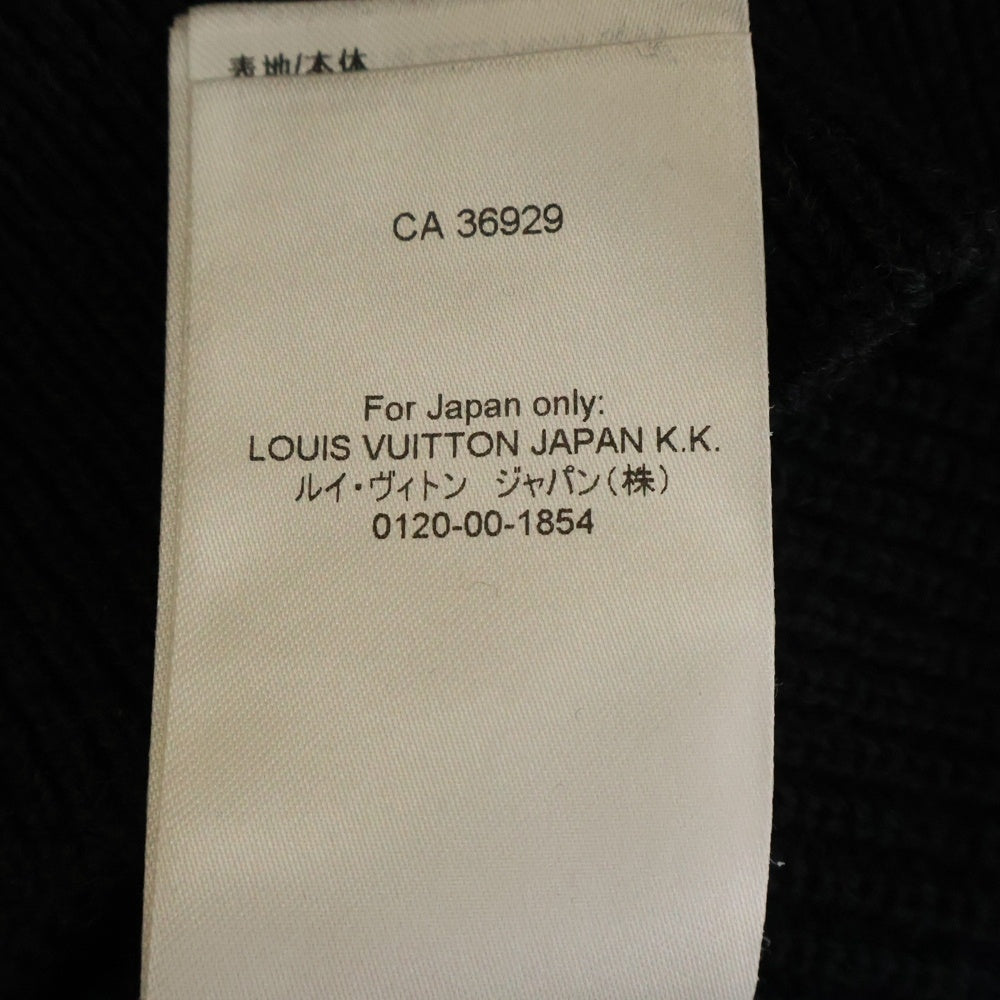 表地/本体
CA 36929
For Japan only:
LOUIS VUITTON JAPAN K.K.
ルイ・ヴィトン　ジャパン（株）
0120-00-1854